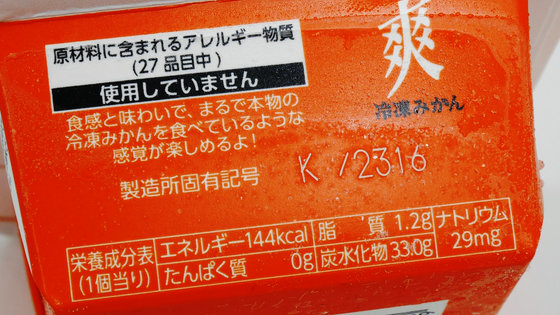 原材料に含まれるアレルギー物質
(27品目中)
使用していません
食感と味わいで、まるで本物の
冷凍みかんを食べているような
感覚が楽しめるよ!
製造所固有記号
K /2316
爽
冷凍みかん
栄養成分表
(1個当り)
エネルギー144kcal
たんぱく質 0g
脂 質 1.2g
炭水化物 33.0g
ナトリウム
29mg